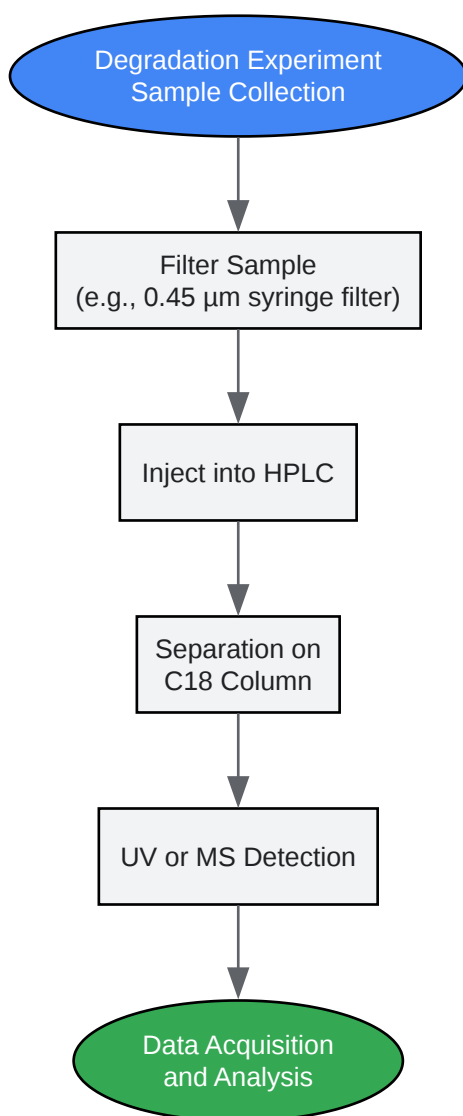 Degradation Experiment
Sample Collection
Filter Sample
(e.g., 0.45 µm syringe filter)
Inject into HPLC
Separation on
C18 Column
UV or MS Detection
Data Acquisition
and Analysis